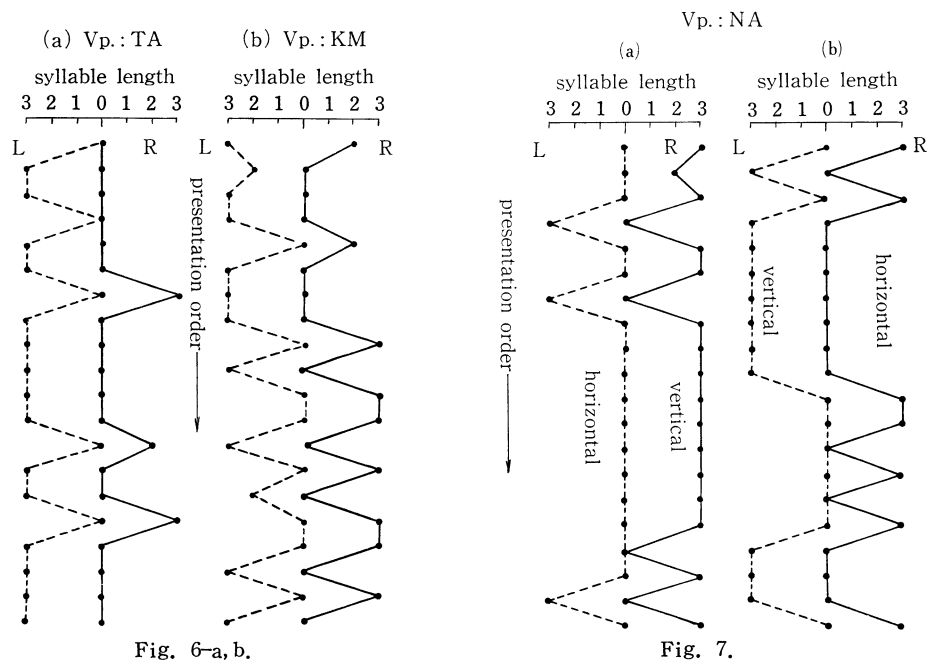 (a) Vp.:TA
syllable length
3 2 1 0 1 2 3
L R
(b) Vp.:KM
syllable length
3 2 1 0 1 2 3
L R
presentation order
Fig. 6-a, b.
Vp.:NA
(a)
syllable length
3 2 1 0 1 2 3
L R
presentation order
horizontal
vertical
(b)
syllable length
3 2 1 0 1 2 3
L R
vertical
horizontal
Fig. 7.